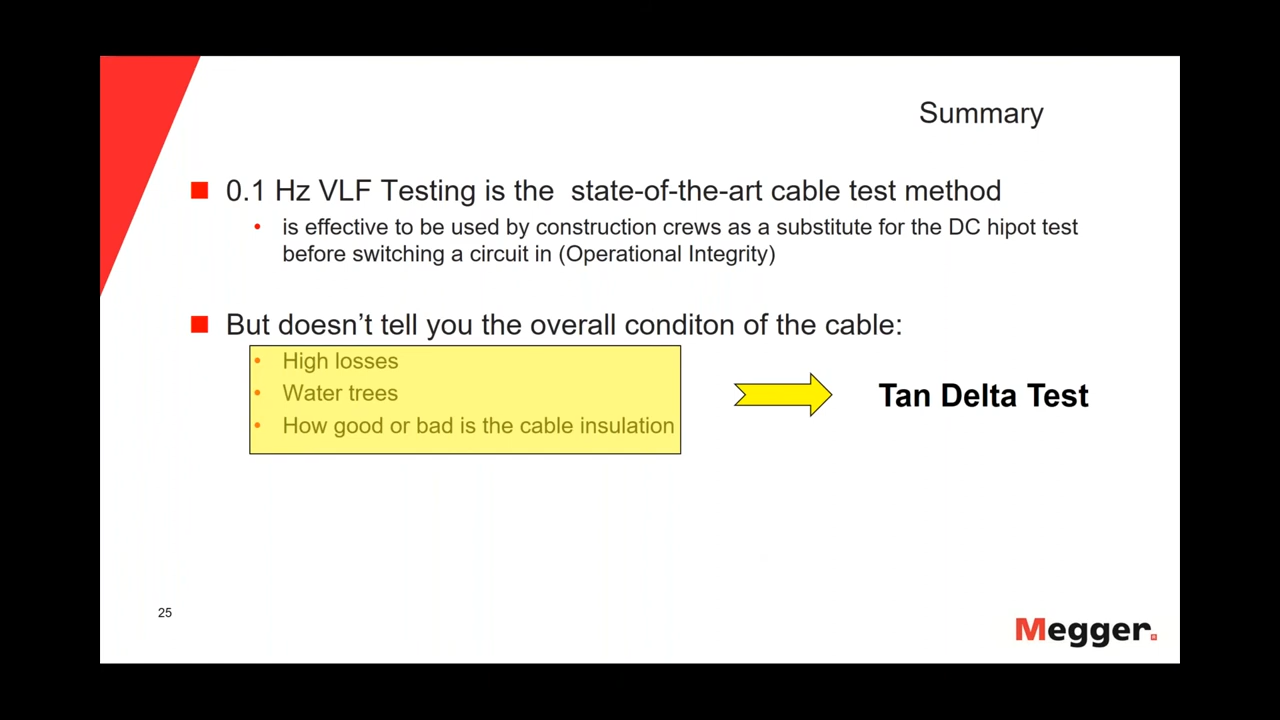 Summary
0.1 Hz VLF Testing is the state-of-the-art cable test method
is effective to be used by construction crews as a substitute for the DC hipot test
before switching a circuit in (Operational Integrity)
But doesn't tell you the overall conditon of the cable:
High losses
Water trees
How good or bad is the cable insulation
Tan Delta Test
25
Megger.